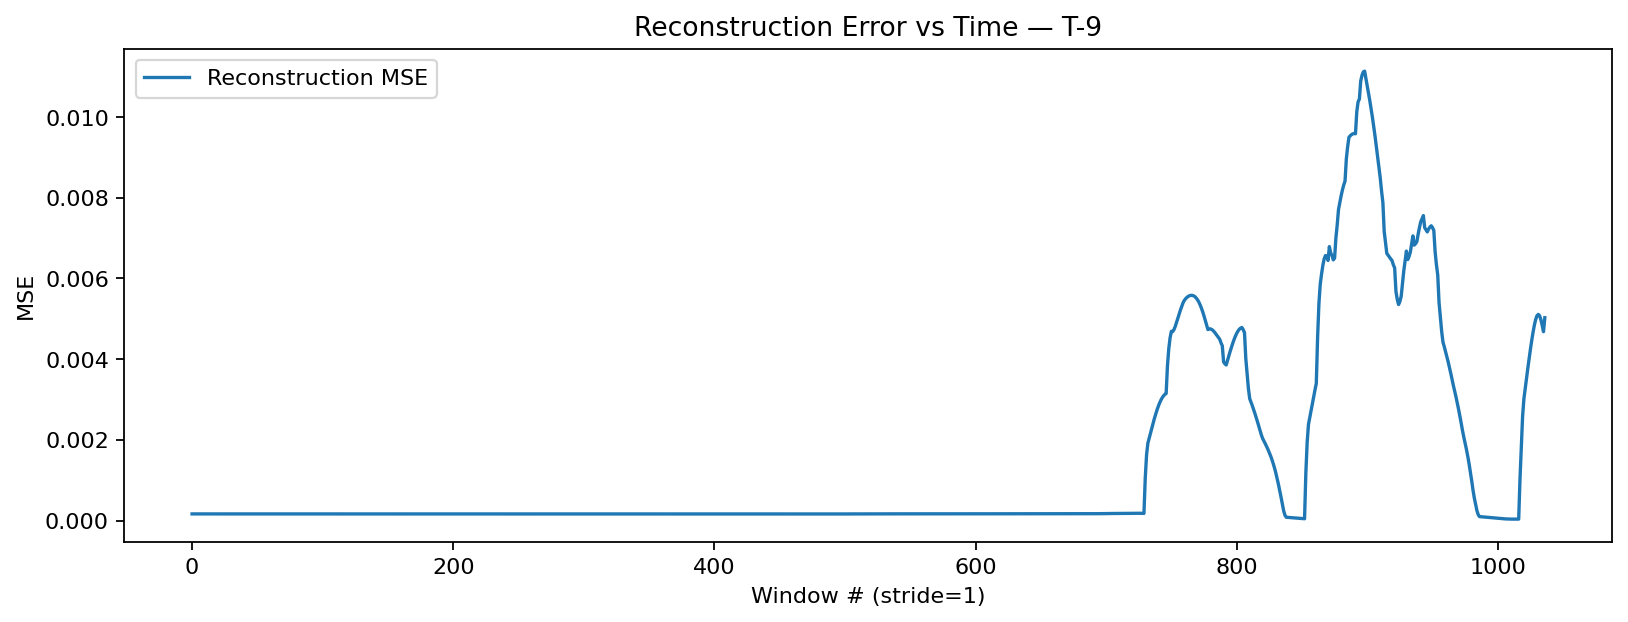 Reconstruction Error vs Time — T-9
Reconstruction MSE
MSE
0.010
0.008
0.006
0.004
0.002
0.000
0 200 400 600 800 1000
Window # (stride=1)